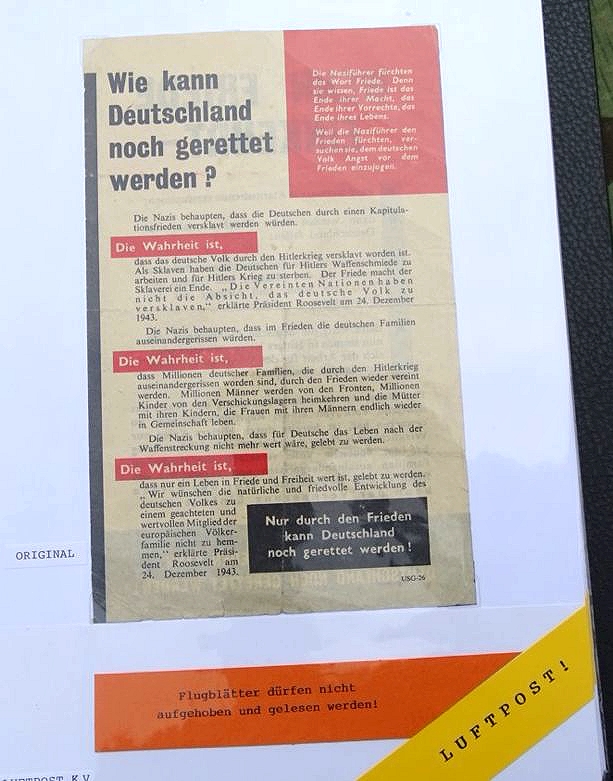 Wie kann
Deutschland
noch gerettet
werden ?
Die Naziführer fürchten
das Wort Friede. Denn
sie wissen, Friede ist das
Ende ihrer Macht, das
Ende ihrer Vorrechte, das
Ende ihres Lebens.
Weil die Naziführer den
Frieden fürchten, ver-
suchen sie, dem deutschen
Volk Angst vor dem
Frieden einzujagen.
Die Nazis behaupten, dass die Deutschen durch einen Kapitula-
tionsfrieden versklavt werden würden.
Die Wahrheit ist,
dass das deutsche Volk durch den Hitlerkrieg versklavt worden ist.
Als Sklaven haben die Deutschen für Hitlers Waffenschmiede zu
arbeiten und für Hitlers Krieg zu sterben. Der Friede macht der
Sklaverei ein Ende. „Die Vereinten Nationen haben
nicht die Absicht, das deutsche Volk zu
versklaven,“ erklärte Präsident Roosevelt am 24. Dezember
1943.
Die Nazis behaupten, dass im Frieden die deutschen Familien
auseinandergerissen würden.
Die Wahrheit ist,
dass Millionen deutscher Familien, die durch den Hitlerkrieg
auseinandergerissen worden sind, durch den Frieden wieder vereint
werden. Millionen Männer werden von den Fronten, Millionen
Kinder von den Verschickungslagern heimkehren und die Mütter
mit ihren Kindern, die Frauen mit ihren Männern endlich wieder
in Gemeinschaft leben.
Die Nazis behaupten, dass für Deutsche das Leben nach der
Waffenstreckung nicht mehr wert wäre, gelebt zu werden.
Die Wahrheit ist,
dass nur ein Leben in Friede und Freiheit wert ist, gelebt zu werden.
„Wir wünschen die natürliche und friedvolle Entwicklung des
deutschen Volkes zu
einem geachteten und
wertvollen Mitglied der
europäischen Völker-
familie nicht zu hem-
men,“ erklärte Präsi-
dent Roosevelt am
24. Dezember 1943.
Nur durch den Frieden
kann Deutschland
noch gerettet werden !
USG-26
ORIGINAL
Flugblätter dürfen nicht
aufgehoben und gelesen werden!
LUFTPOST!
LUFTPOST K.V